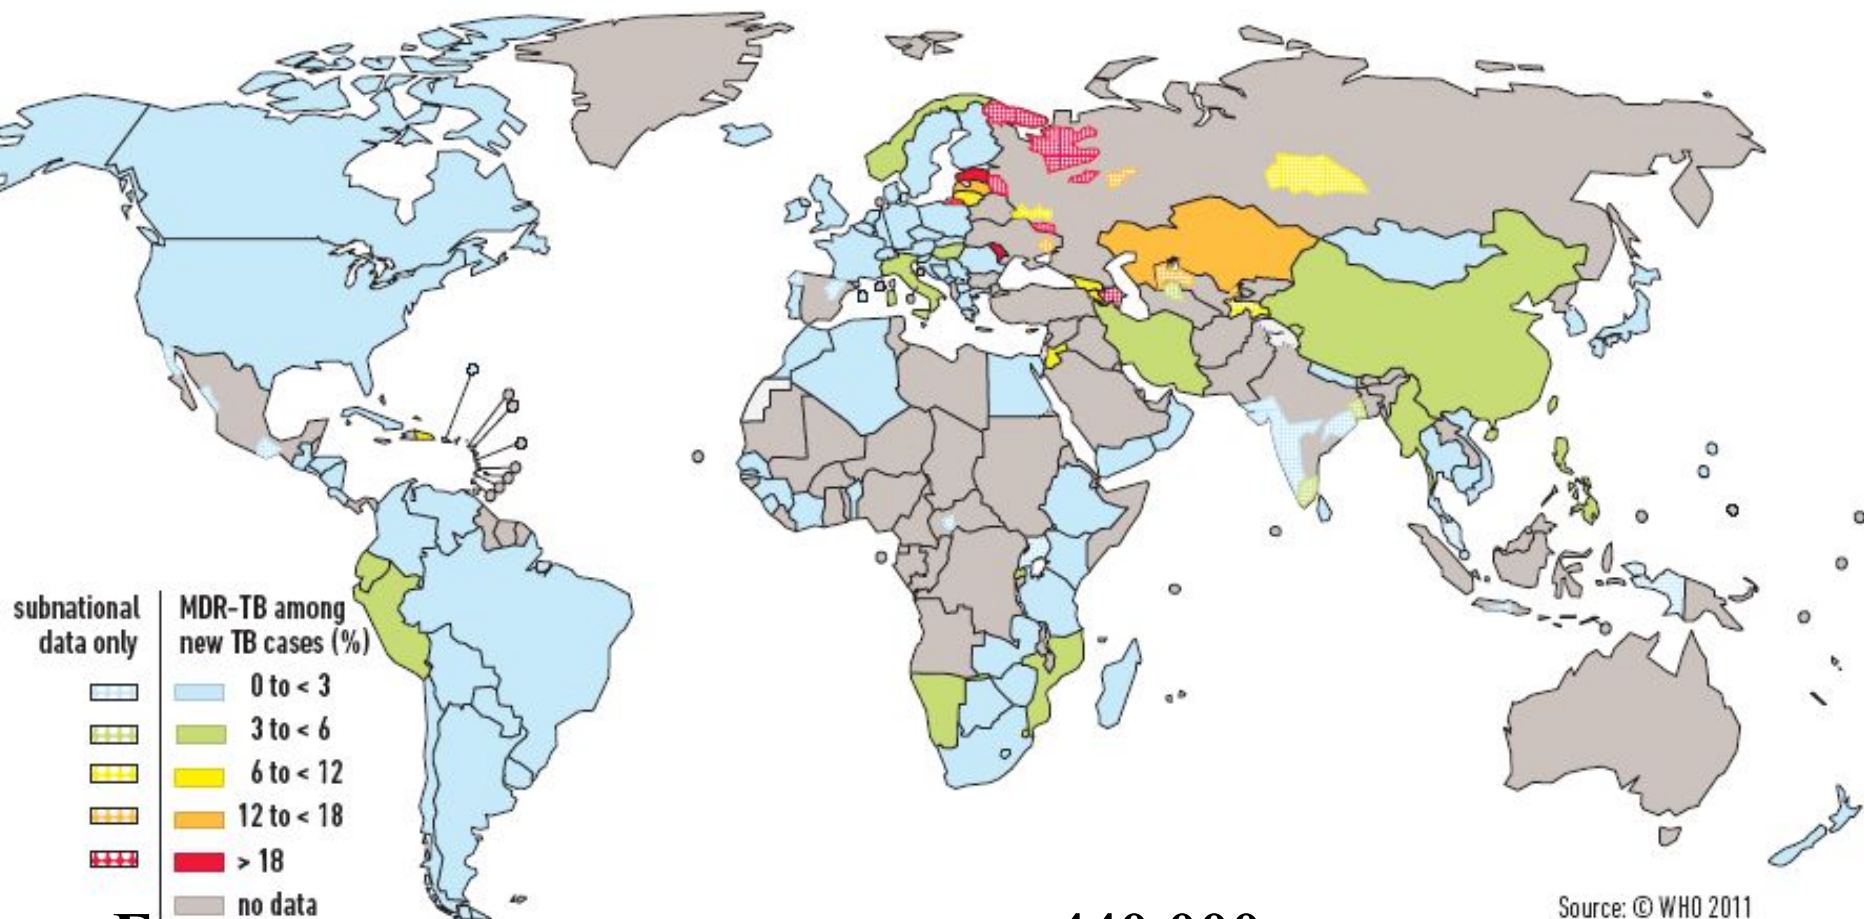 subnational
data only
MDR-TB among
new TB cases (%)
0 to < 3
3 to < 6
6 to < 12
12 to < 18
> 18
no data
Source: © WHO 2011